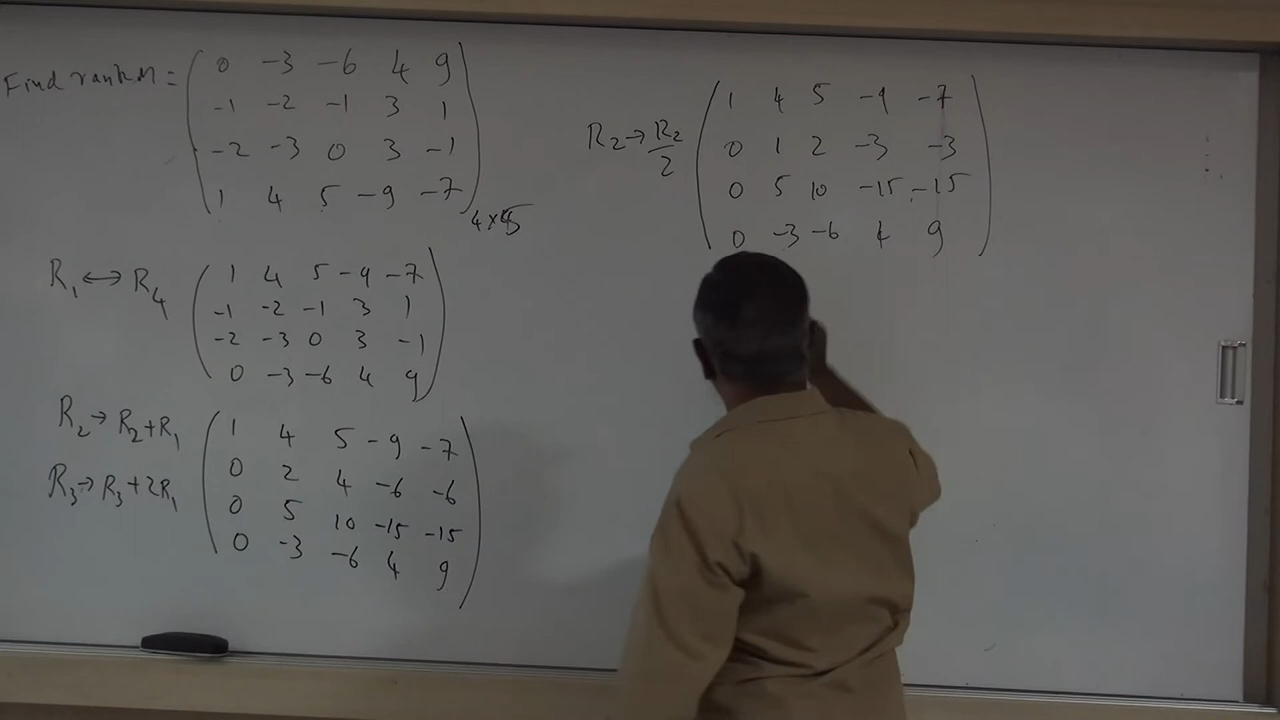 Find rank M = 0 -3 -6 4 9
-1 -2 -1 3 1
-2 -3 0 3 -1
1 4 5 -9 -7
4×5
R1 ↔ R4 1 4 5 -9 -7
-1 -2 -1 3 1
-2 -3 0 3 -1
0 -3 -6 4 9
R2 → R2+R1 1 4 5 -9 -7
0 2 4 -6 -6
R3 → R3+2R1 0 5 10 -15 -15
0 -3 -6 4 9
1 4 5 -9 -7
R2 → R2/2 0 1 2 -3 -3
0 5 10 -15 -15
0 -3 -6 4 9